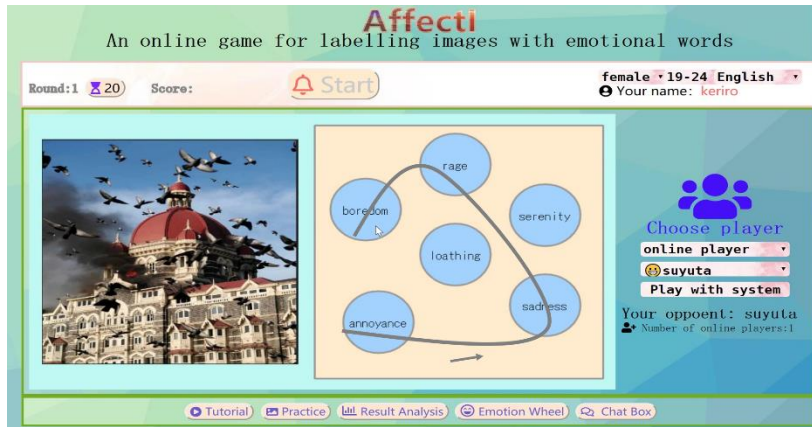 AffectI
An online game for labelling images with emotional words
Round:1 20 Score: Start
female 19-24 English
Your name: keriro
rage
boredom
serenity
loathing
sadness
annoyance
Choose player
online player
suyuta
Play with system
Your oppoent: suyuta
Number of online players:1
Tutorial Practice Result Analysis Emotion Wheel Chat Box